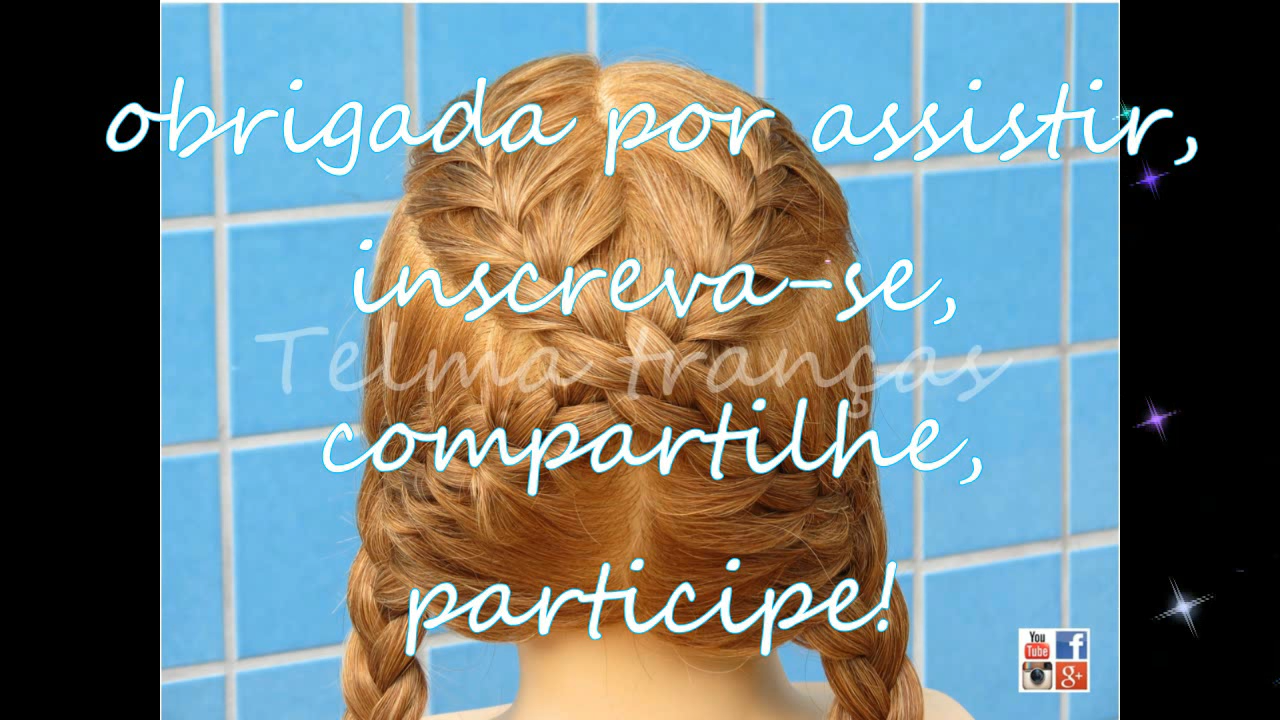 obrigada por assistir,
inscreva-se,
Telma tranças
compartilhe,
participe!
You
Tube
f
g+